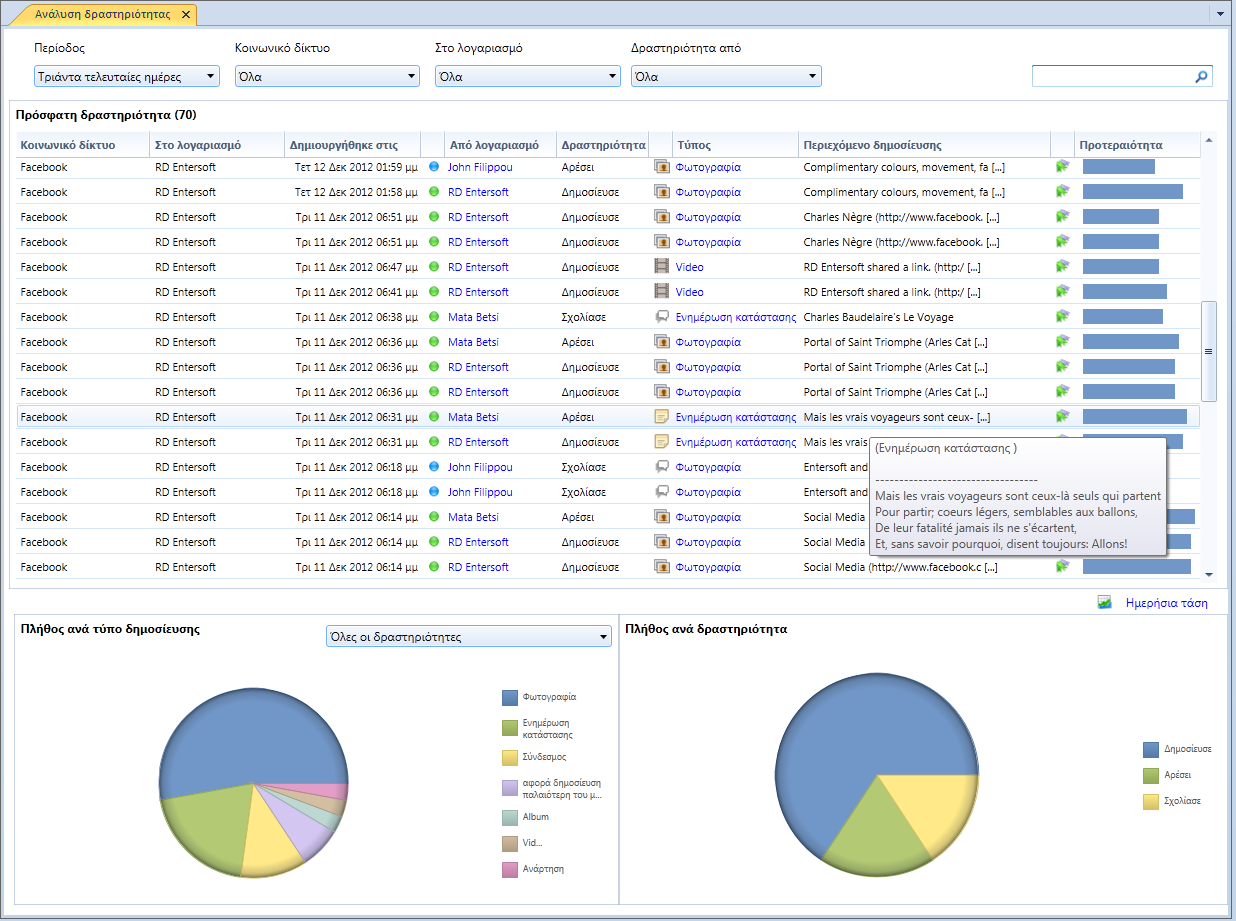 Ανάλυση δραστηριότητας
Περίοδος Κοινωνικό δίκτυο Στο λογαριασμό Δραστηριότητα από
Τριάντα τελευταίες ημέρες Όλα Όλα Όλα
Πρόσφατη δραστηριότητα (70)
Κοινωνικό δίκτυο Στο λογαριασμό Δημιουργήθηκε στις Από λογαριασμό Δραστηριότητα Τύπος Περιεχόμενο δημοσίευσης Προτεραιότητα
Facebook RD Entersoft Τετ 12 Δεκ 2012 01:59 μμ John Filippou Αρέσει Φωτογραφία Complimentary colours, movement, fa [...]
Facebook RD Entersoft Τετ 12 Δεκ 2012 01:58 μμ RD Entersoft Δημοσίευσε Φωτογραφία Complimentary colours, movement, fa [...]
Facebook RD Entersoft Τρι 11 Δεκ 2012 06:51 μμ RD Entersoft Δημοσίευσε Φωτογραφία Charles Nègre (http://www.facebook. [...]
Facebook RD Entersoft Τρι 11 Δεκ 2012 06:51 μμ RD Entersoft Δημοσίευσε Φωτογραφία Charles Nègre (http://www.facebook. [...]
Facebook RD Entersoft Τρι 11 Δεκ 2012 06:47 μμ RD Entersoft Δημοσίευσε Video RD Entersoft shared a link. (http:/ [...]
Facebook RD Entersoft Τρι 11 Δεκ 2012 06:41 μμ RD Entersoft Δημοσίευσε Video RD Entersoft shared a link. (http:/ [...]
Facebook RD Entersoft Τρι 11 Δεκ 2012 06:38 μμ Mata Betsi Σχολίασε Ενημέρωση κατάστασης Charles Baudelaire's Le Voyage
Facebook RD Entersoft Τρι 11 Δεκ 2012 06:36 μμ Mata Betsi Αρέσει Φωτογραφία Portal of Saint Triomphe (Arles Cat [...]
Facebook RD Entersoft Τρι 11 Δεκ 2012 06:36 μμ RD Entersoft Δημοσίευσε Φωτογραφία Portal of Saint Triomphe (Arles Cat [...]
Facebook RD Entersoft Τρι 11 Δεκ 2012 06:36 μμ RD Entersoft Δημοσίευσε Φωτογραφία Portal of Saint Triomphe (Arles Cat [...]
Facebook RD Entersoft Τρι 11 Δεκ 2012 06:31 μμ Mata Betsi Αρέσει Ενημέρωση κατάστασης Mais les vrais voyageurs sont ceux- [...]
Facebook RD Entersoft Τρι 11 Δεκ 2012 06:31 μμ RD Entersoft Δημοσίευσε Ενημέρωση κατάστασης Mais les vrais
Facebook RD Entersoft Τρι 11 Δεκ 2012 06:18 μμ John Filippou Σχολίασε Φωτογραφία Entersoft and
Facebook RD Entersoft Τρι 11 Δεκ 2012 06:18 μμ John Filippou Σχολίασε Φωτογραφία Entersoft and
Facebook RD Entersoft Τρι 11 Δεκ 2012 06:14 μμ Mata Betsi Αρέσει Φωτογραφία Social Media
Facebook RD Entersoft Τρι 11 Δεκ 2012 06:14 μμ RD Entersoft Δημοσίευσε Φωτογραφία Social Media
Facebook RD Entersoft Τρι 11 Δεκ 2012 06:14 μμ RD Entersoft Δημοσίευσε Φωτογραφία Social Media (http://www.facebook.c [...]
(Ενημέρωση κατάστασης )
----------------------------------
Mais les vrais voyageurs sont ceux-là seuls qui partent
Pour partir; coeurs légers, semblables aux ballons,
De leur fatalité jamais ils ne s'écartent,
Et, sans savoir pourquoi, disent toujours: Allons!
Ημερήσια τάση
Πλήθος ανά τύπο δημοσίευσης
Όλες οι δραστηριότητες
Φωτογραφία
Ενημέρωση
κατάστασης
Σύνδεσμος
αφορά δημοσίευση
παλαιότερη του μ...
Album
Vid...
Ανάρτηση
Πλήθος ανά δραστηριότητα
Δημοσίευσε
Αρέσει
Σχολίασε